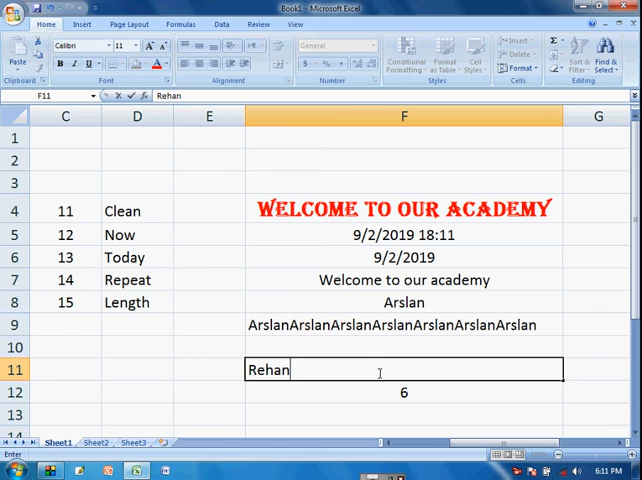 Book1 - Microsoft Excel
Home Insert Page Layout Formulas Data Review View
Paste
Calibri 11 A A General Conditional Formatting Format as Table Cell Styles Insert Delete Format Sort & Filter Find & Select
B I U $ % ,
Clipboard Font Alignment Number Styles Cells Editing
F11 Rehan
C D E F G
1
2
3
4 11 Clean WELCOME TO OUR ACADEMY
5 12 Now 9/2/2019 18:11
6 13 Today 9/2/2019
7 14 Repeat Welcome to our academy
8 15 Length Arslan
9 ArslanArslanArslanArslanArslanArslanArslan
10
11 Rehan
12 6
13
14
Sheet1 Sheet2 Sheet3
Enter
6:11 PM